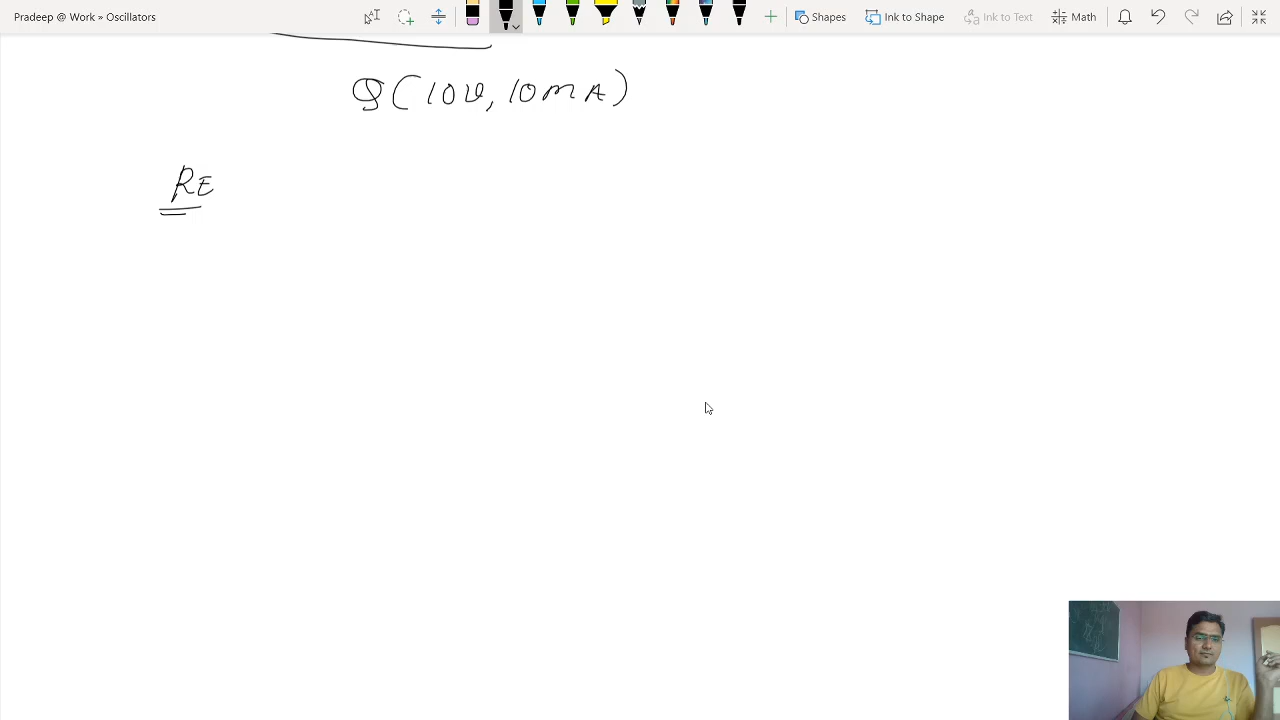 Pradeep @ Work » Oscillators
Shapes
Ink to Shape
Ink to Text
Math
Q(10V, 10mA)
RE